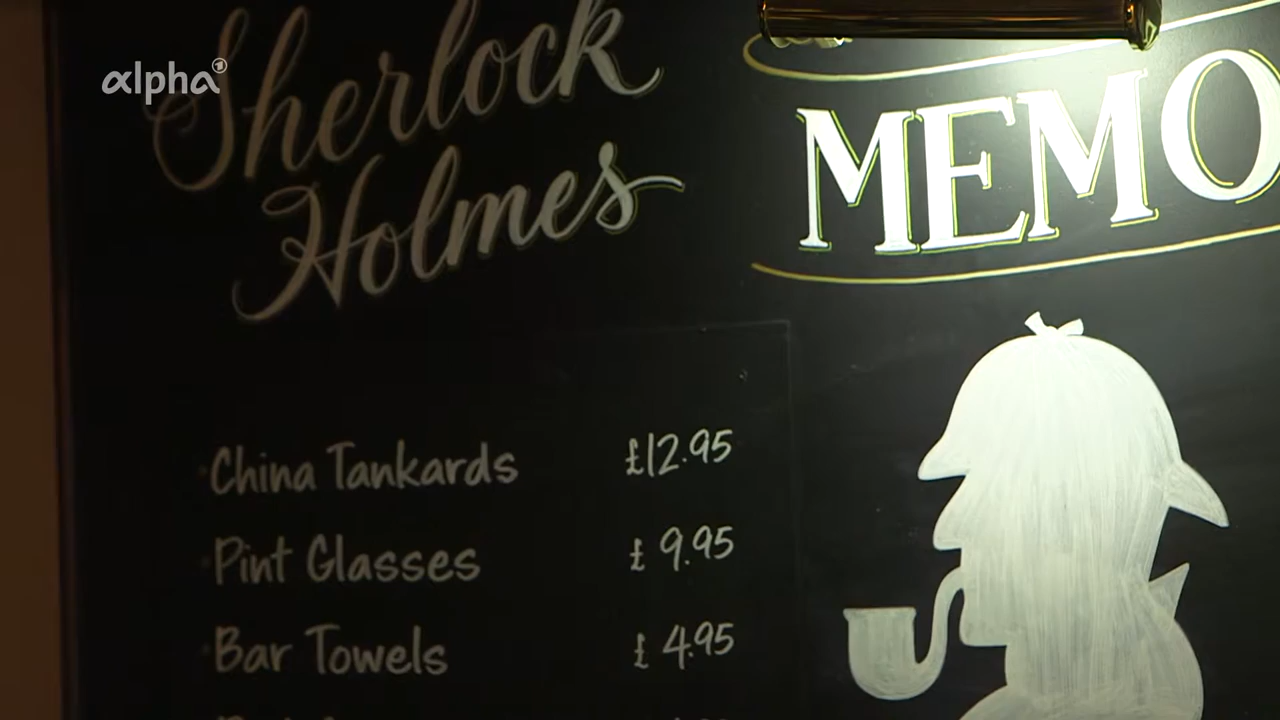 alpha
Sherlock
Holmes
MEMO
China Tankards £12.95
Pint Glasses £ 9.95
Bar Towels £ 4.95